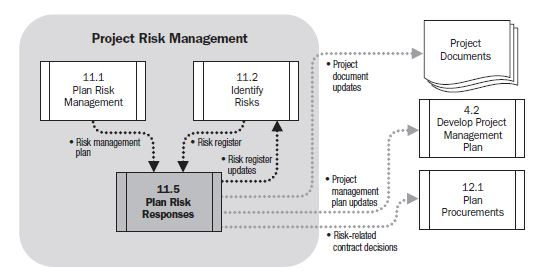 Project Risk Management
11.1
Plan Risk
Management
11.2
Identify
Risks
• Risk management
plan
• Risk register
• Risk register
updates
11.5
Plan Risk
Responses
• Project
document
updates
• Project
management
plan updates
• Risk-related
contract decisions
Project
Documents
4.2
Develop Project
Management
Plan
12.1
Plan
Procurements